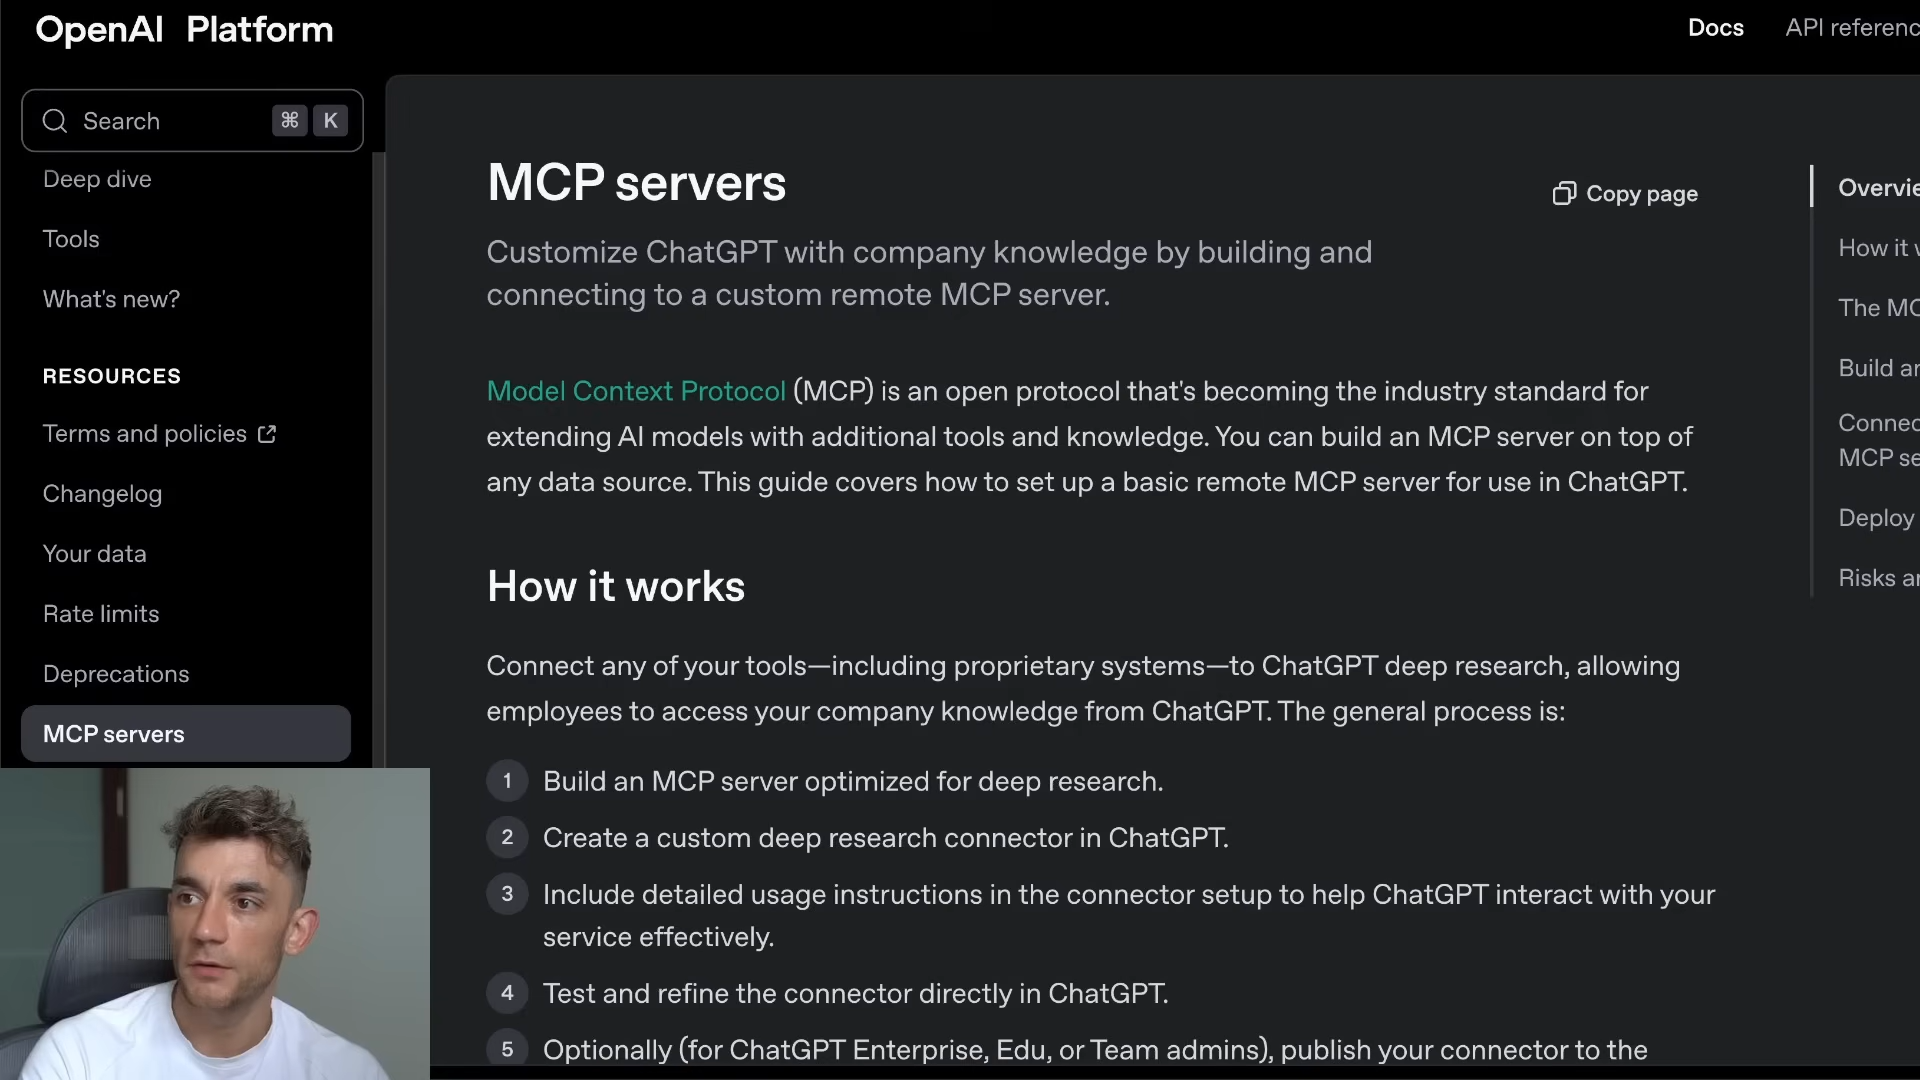 OpenAI Platform
Docs
API referenc
Search
⌘ K
Deep dive
Tools
What's new?
RESOURCES
Terms and policies
Changelog
Your data
Rate limits
Deprecations
MCP servers
MCP servers
Copy page
Customize ChatGPT with company knowledge by building and
connecting to a custom remote MCP server.
Model Context Protocol (MCP) is an open protocol that's becoming the industry standard for
extending AI models with additional tools and knowledge. You can build an MCP server on top of
any data source. This guide covers how to set up a basic remote MCP server for use in ChatGPT.
How it works
Connect any of your tools—including proprietary systems—to ChatGPT deep research, allowing
employees to access your company knowledge from ChatGPT. The general process is:
1 Build an MCP server optimized for deep research.
2 Create a custom deep research connector in ChatGPT.
3 Include detailed usage instructions in the connector setup to help ChatGPT interact with your
service effectively.
4 Test and refine the connector directly in ChatGPT.
5 Optionally (for ChatGPT Enterprise, Edu, or Team admins), publish your connector to the
Overvie
How it
The MC
Build an
Connec
MCP se
Deploy
Risks a